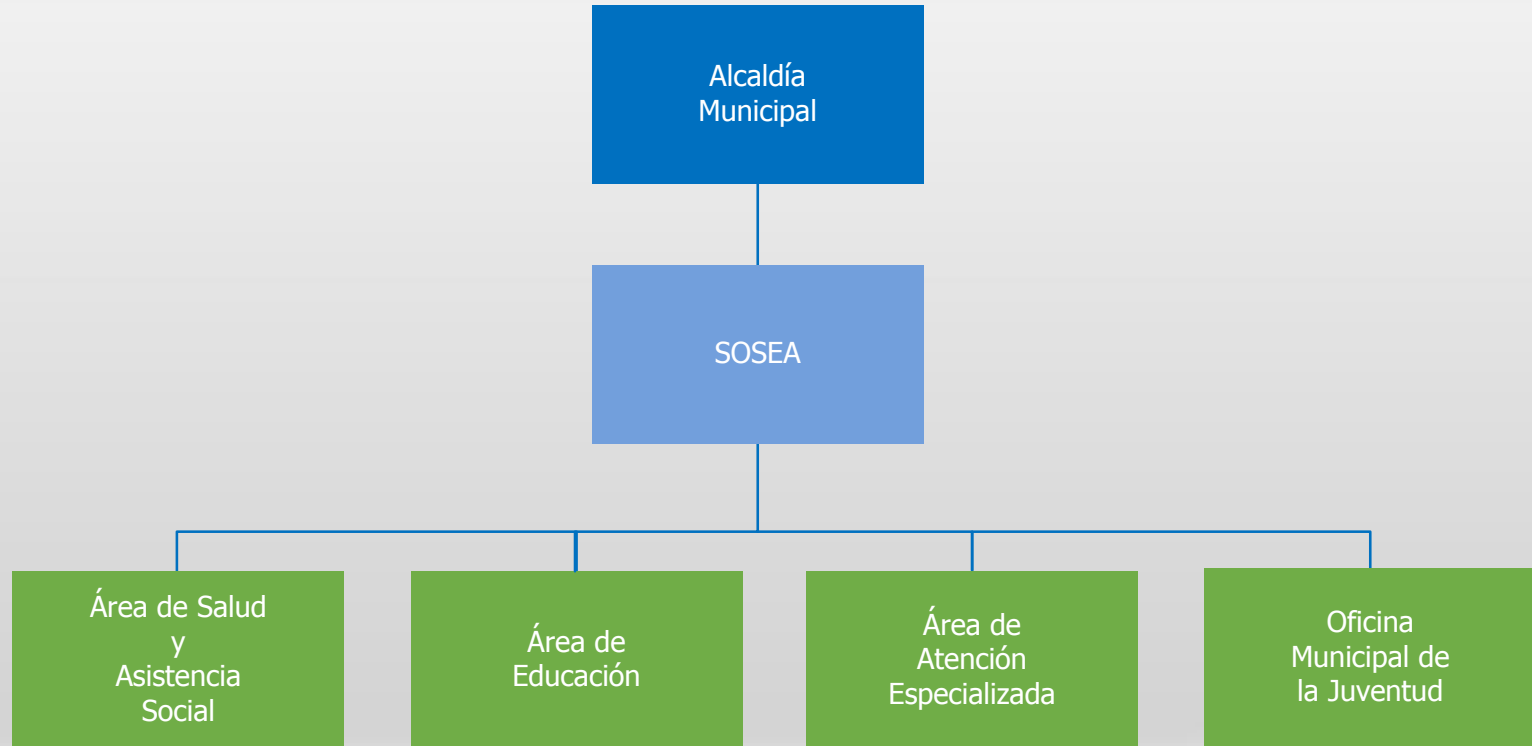 Alcaldía
Municipal
SOSEA
Área de Salud
y
Asistencia
Social
Área de
Educación
Área de
Atención
Especializada
Oficina
Municipal de
la Juventud